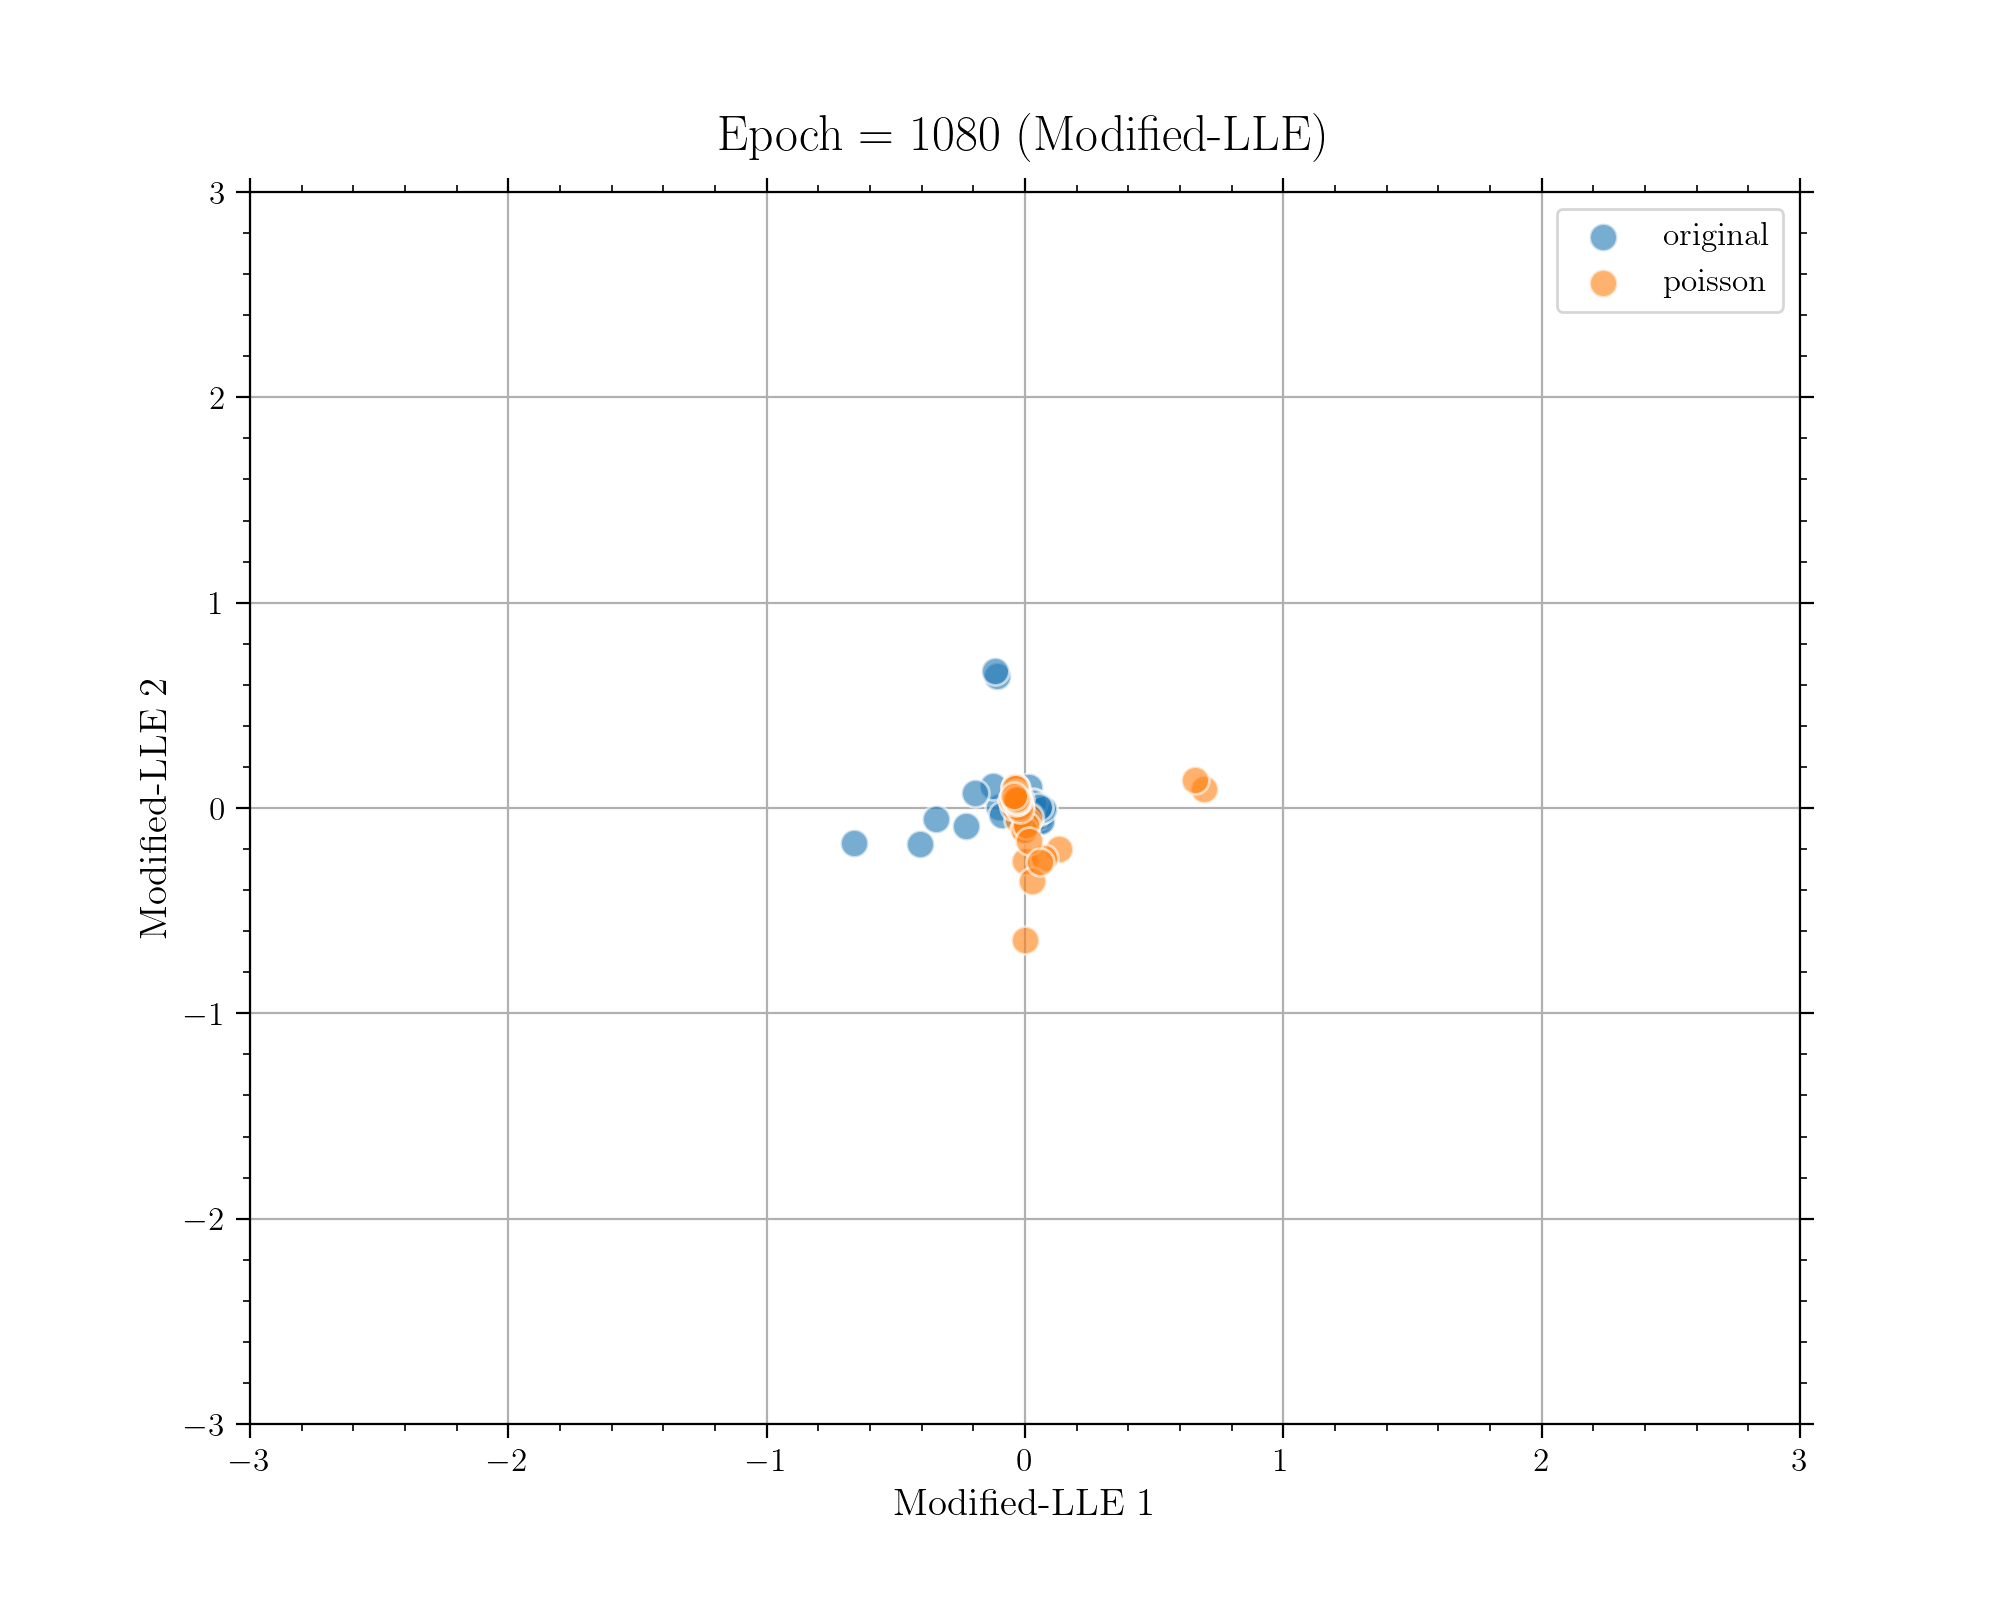 Epoch = 1080 (Modified-LLE)
original
poisson
3
2
1
0
−1
−2
−3
Modified-LLE 2
−3
−2
−1
0
1
2
3
Modified-LLE 1